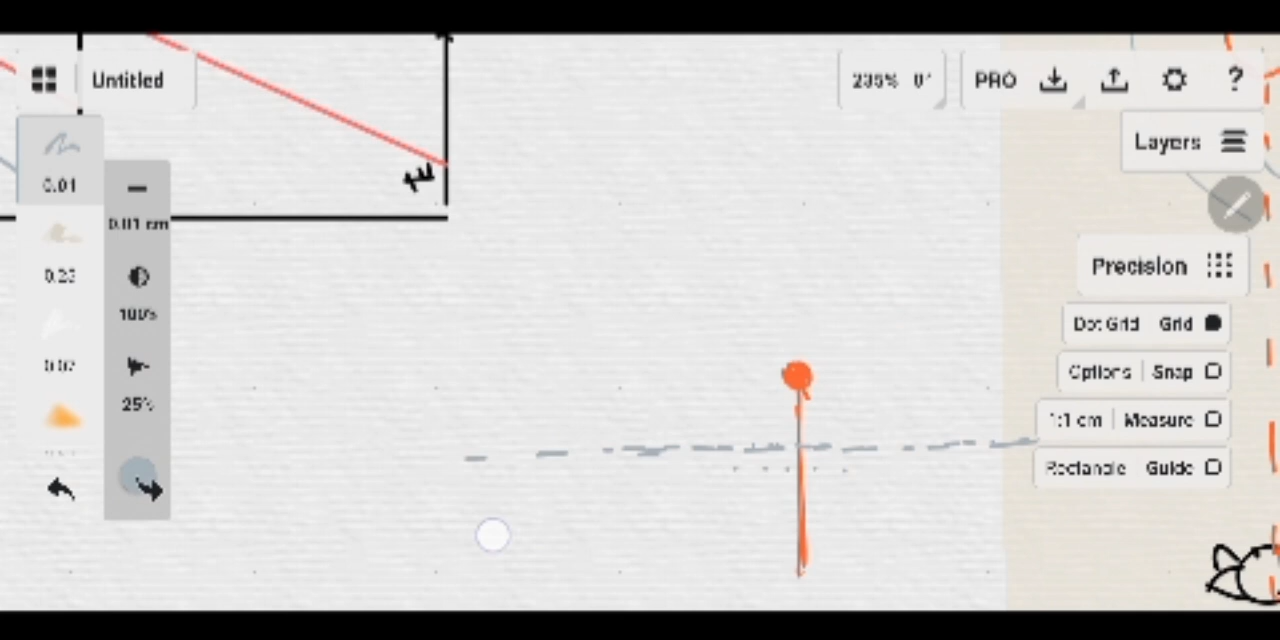 Untitled
235% 0°
PRO
?
Layers
0.01
0.01 cm
Precision
100%
Dot Grid Grid
Options Snap
25%
1:1 cm Measure
Rectangle Guide